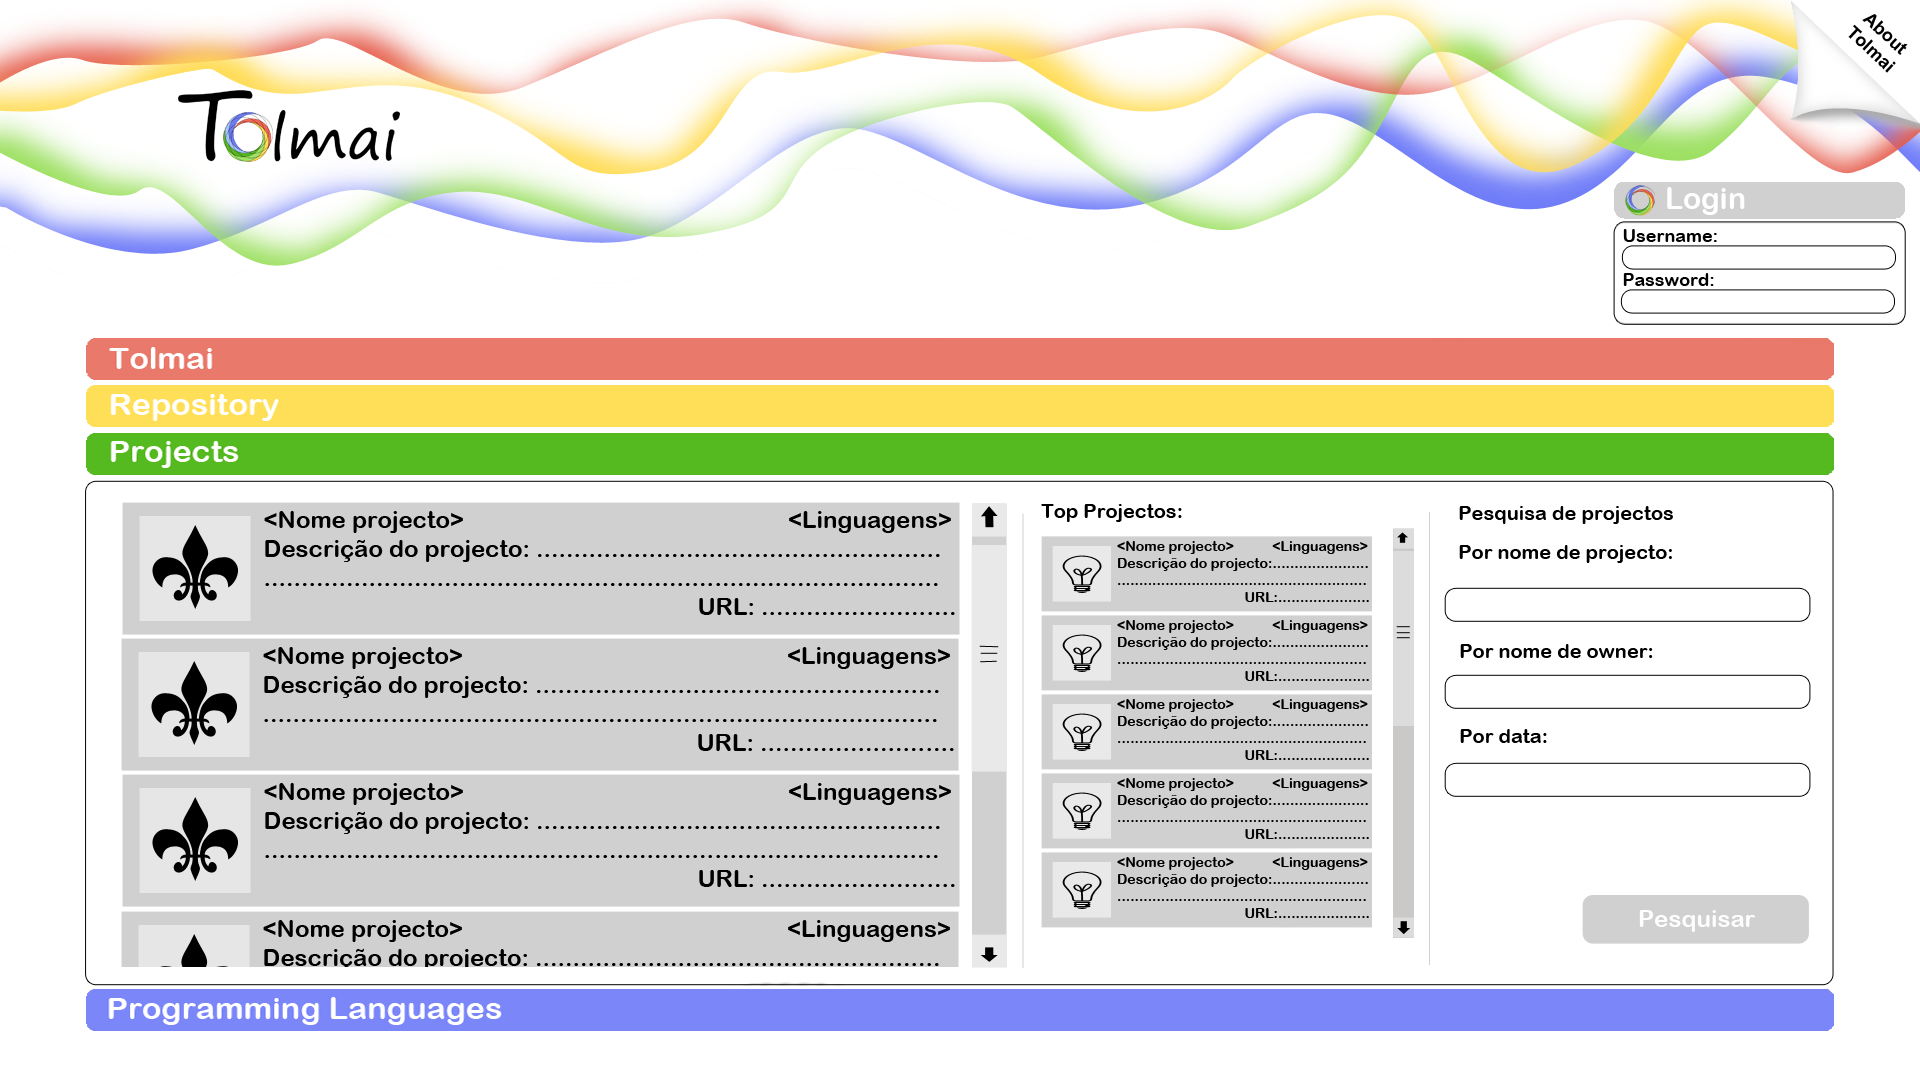 About
Tolmai
Tolmai
Login
Username:
Password:
Tolmai
Repository
Projects
<Nome projecto> <Linguagens>
Descrição do projecto: ......................................................
..........................................................................................
URL: ..........................
<Nome projecto> <Linguagens>
Descrição do projecto: ......................................................
..........................................................................................
URL: ..........................
<Nome projecto> <Linguagens>
Descrição do projecto: ......................................................
..........................................................................................
URL: ..........................
<Nome projecto> <Linguagens>
Descrição do projecto: ......................................................
Top Projectos:
<Nome projecto> <Linguagens>
Descrição do projecto:......................
.........................................................
URL:.....................
<Nome projecto> <Linguagens>
Descrição do projecto:......................
.........................................................
URL:.....................
<Nome projecto> <Linguagens>
Descrição do projecto:......................
.........................................................
URL:.....................
<Nome projecto> <Linguagens>
Descrição do projecto:......................
.........................................................
URL:.....................
<Nome projecto> <Linguagens>
Descrição do projecto:......................
.........................................................
URL:.....................
Pesquisa de projectos
Por nome de projecto:
Por nome de owner:
Por data:
Pesquisar
Programming Languages